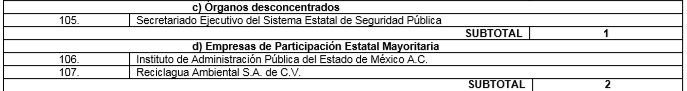 c) Órganos desconcentrados
105. Secretariado Ejecutivo del Sistema Estatal de Seguridad Pública
SUBTOTAL 1
d) Empresas de Participación Estatal Mayoritaria
106. Instituto de Administración Pública del Estado de México A.C.
107. Reciclagua Ambiental S.A. de C.V.
SUBTOTAL 2